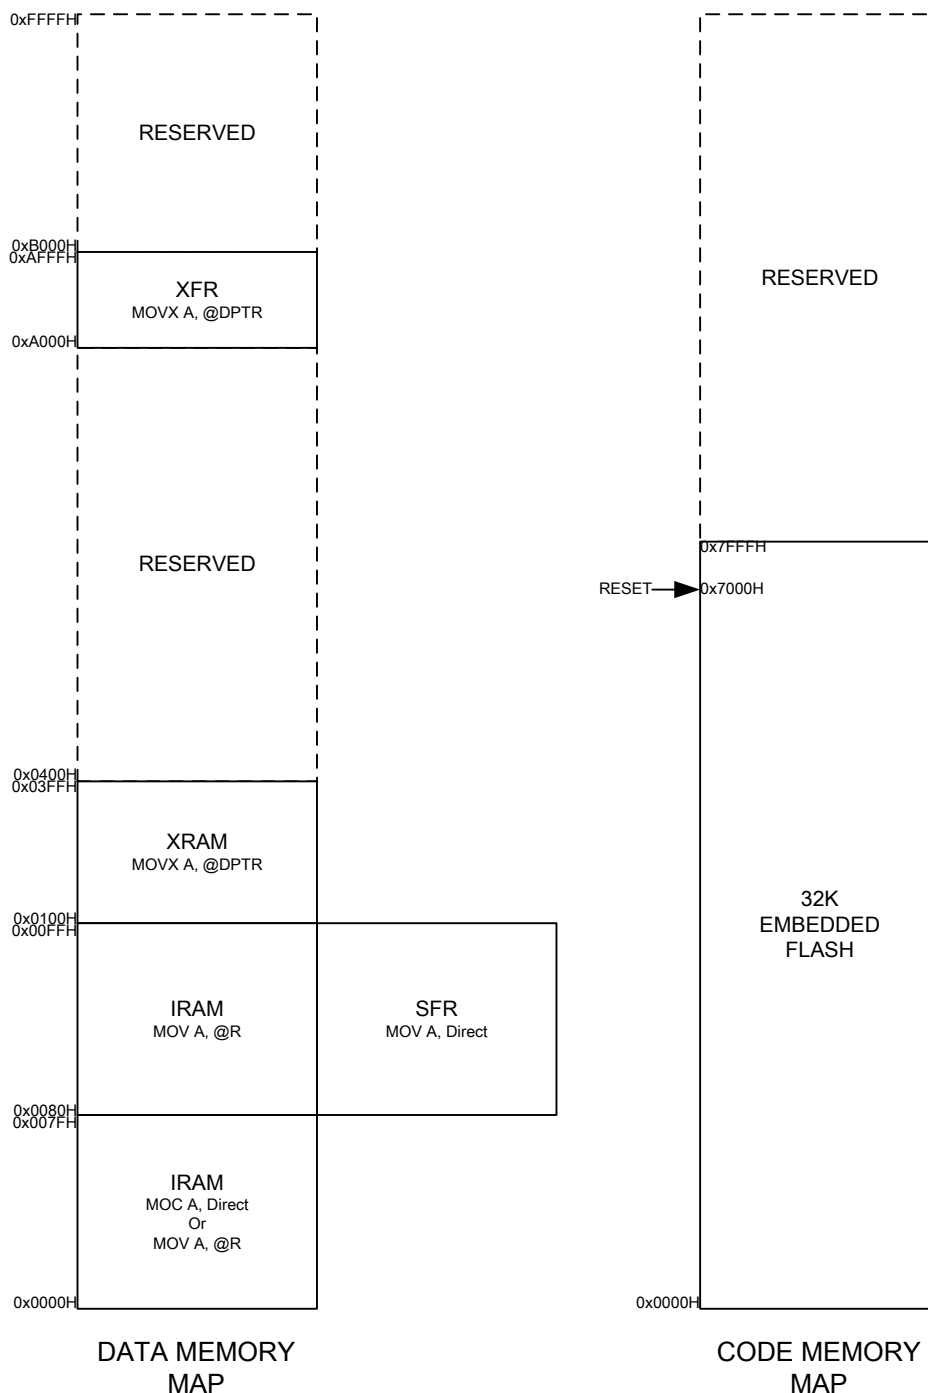 0xFFFFH
RESERVED
0xB000H
0xAFFFH
XFR
MOVX A, @DPTR
0xA000H
RESERVED
0x0400H
0x03FFH
XRAM
MOVX A, @DPTR
0x0100H
0x00FFH
IRAM
MOV A, @R
SFR
MOV A, Direct
0x0080H
0x007FH
IRAM
MOC A, Direct
Or
MOV A, @R
0x0000H
DATA MEMORY
MAP
RESERVED
0x7FFFH
RESET
0x7000H
32K
EMBEDDED
FLASH
0x0000H
CODE MEMORY
MAP